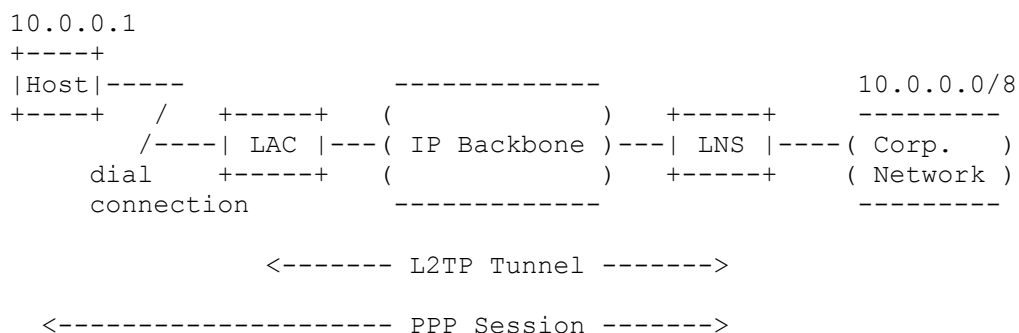 10.0.0.1
+----+
|Host|----- ------------- 10.0.0.0/8
+----+ / +-----+ ( ) +-----+ ---------
/----| LAC |---( IP Backbone )---| LNS |----( Corp. )
dial +-----+ ( ) +-----+ ( Network )
connection ------------- ---------
<------- L2TP Tunnel ------->
<--------------------- PPP Session ------->